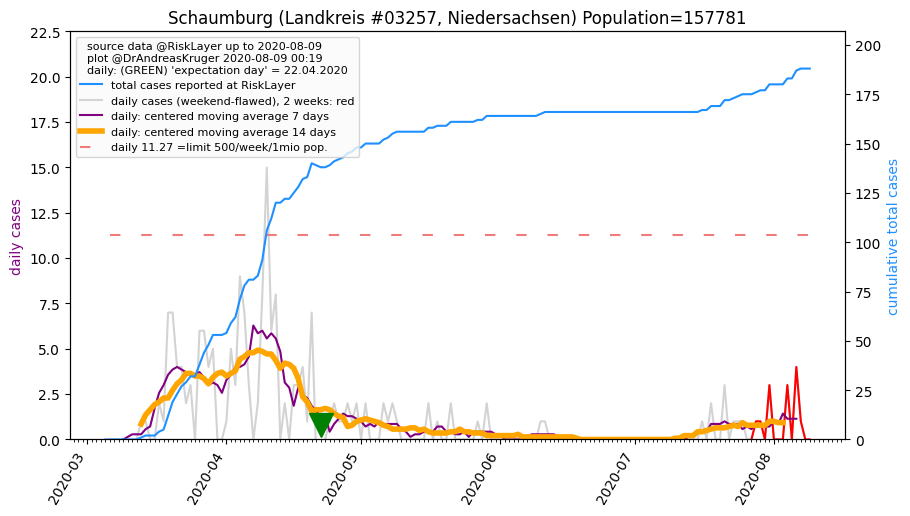 Schaumburg (Landkreis #03257, Niedersachsen) Population=157781
source data @RiskLayer up to 2020-08-09
plot @DrAndreasKruger 2020-08-09 00:19
daily: (GREEN) 'expectation day' = 22.04.2020
total cases reported at RiskLayer
daily cases (weekend-flawed), 2 weeks: red
daily: centered moving average 7 days
daily: centered moving average 14 days
daily 11.27 =limit 500/week/1mio pop.
daily cases
22.5
20.0
17.5
15.0
12.5
10.0
7.5
5.0
2.5
0.0
cumulative total cases
200
175
150
125
100
75
50
25
0
2020-03
2020-04
2020-05
2020-06
2020-07
2020-08